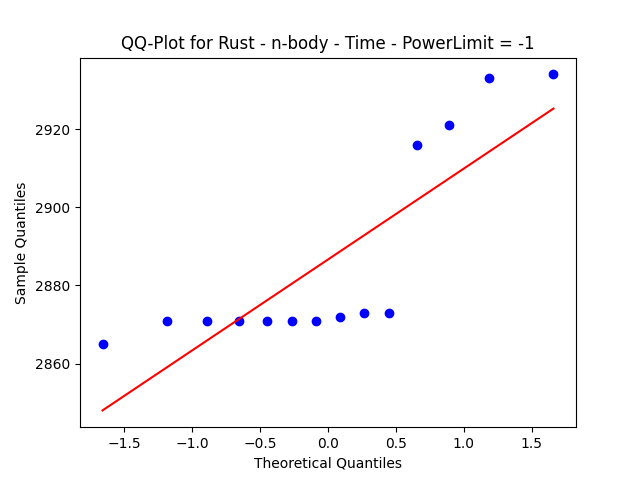 QQ-Plot for Rust - n-body - Time - PowerLimit = -1
Sample Quantiles
2920
2900
2880
2860
−1.5 −1.0 −0.5 0.0 0.5 1.0 1.5
Theoretical Quantiles